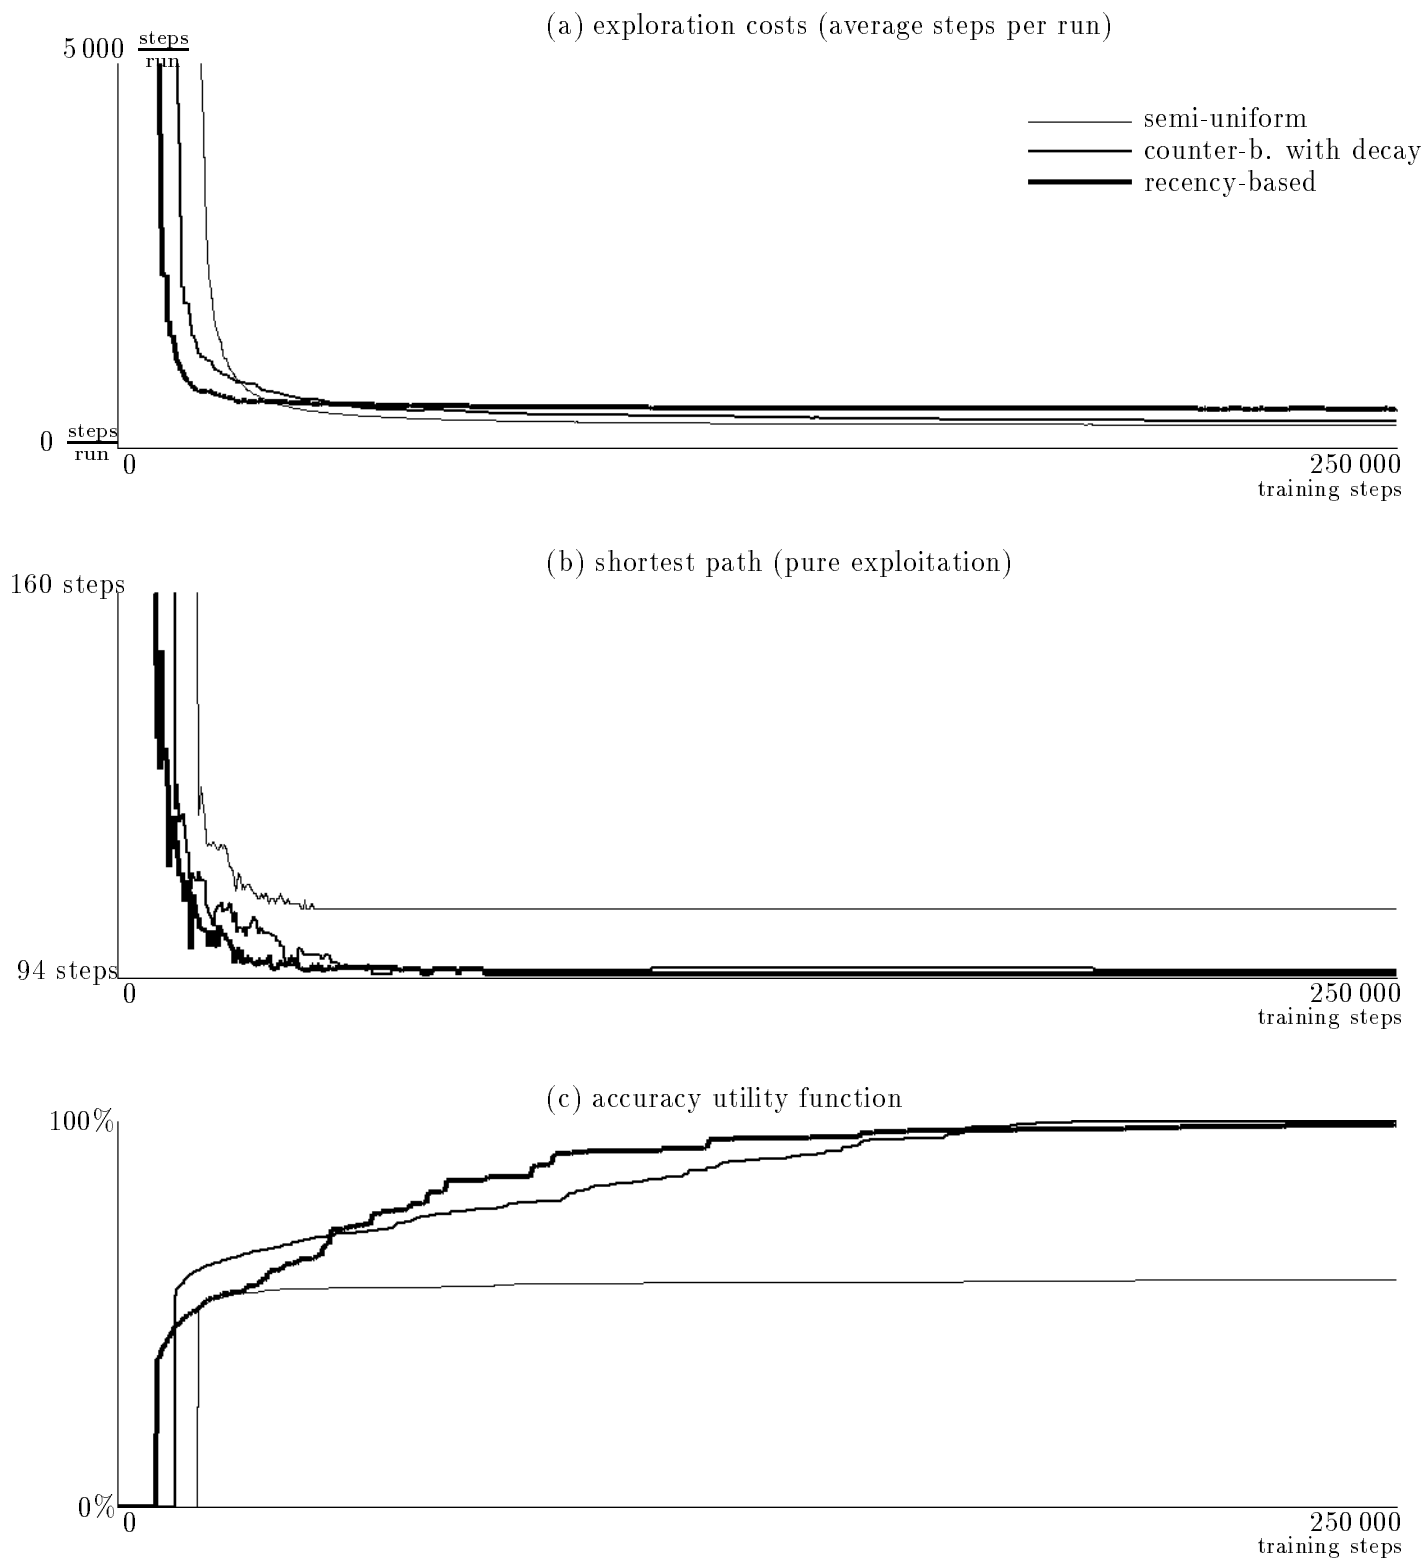 (a) exploration costs (average steps per run)
5 000 steps/run
semi-uniform
counter-b. with decay
recency-based
0 steps/run
0
250 000
training steps
(b) shortest path (pure exploitation)
160 steps
94 steps
0
250 000
training steps
(c) accuracy utility function
100%
0%
0
250 000
training steps